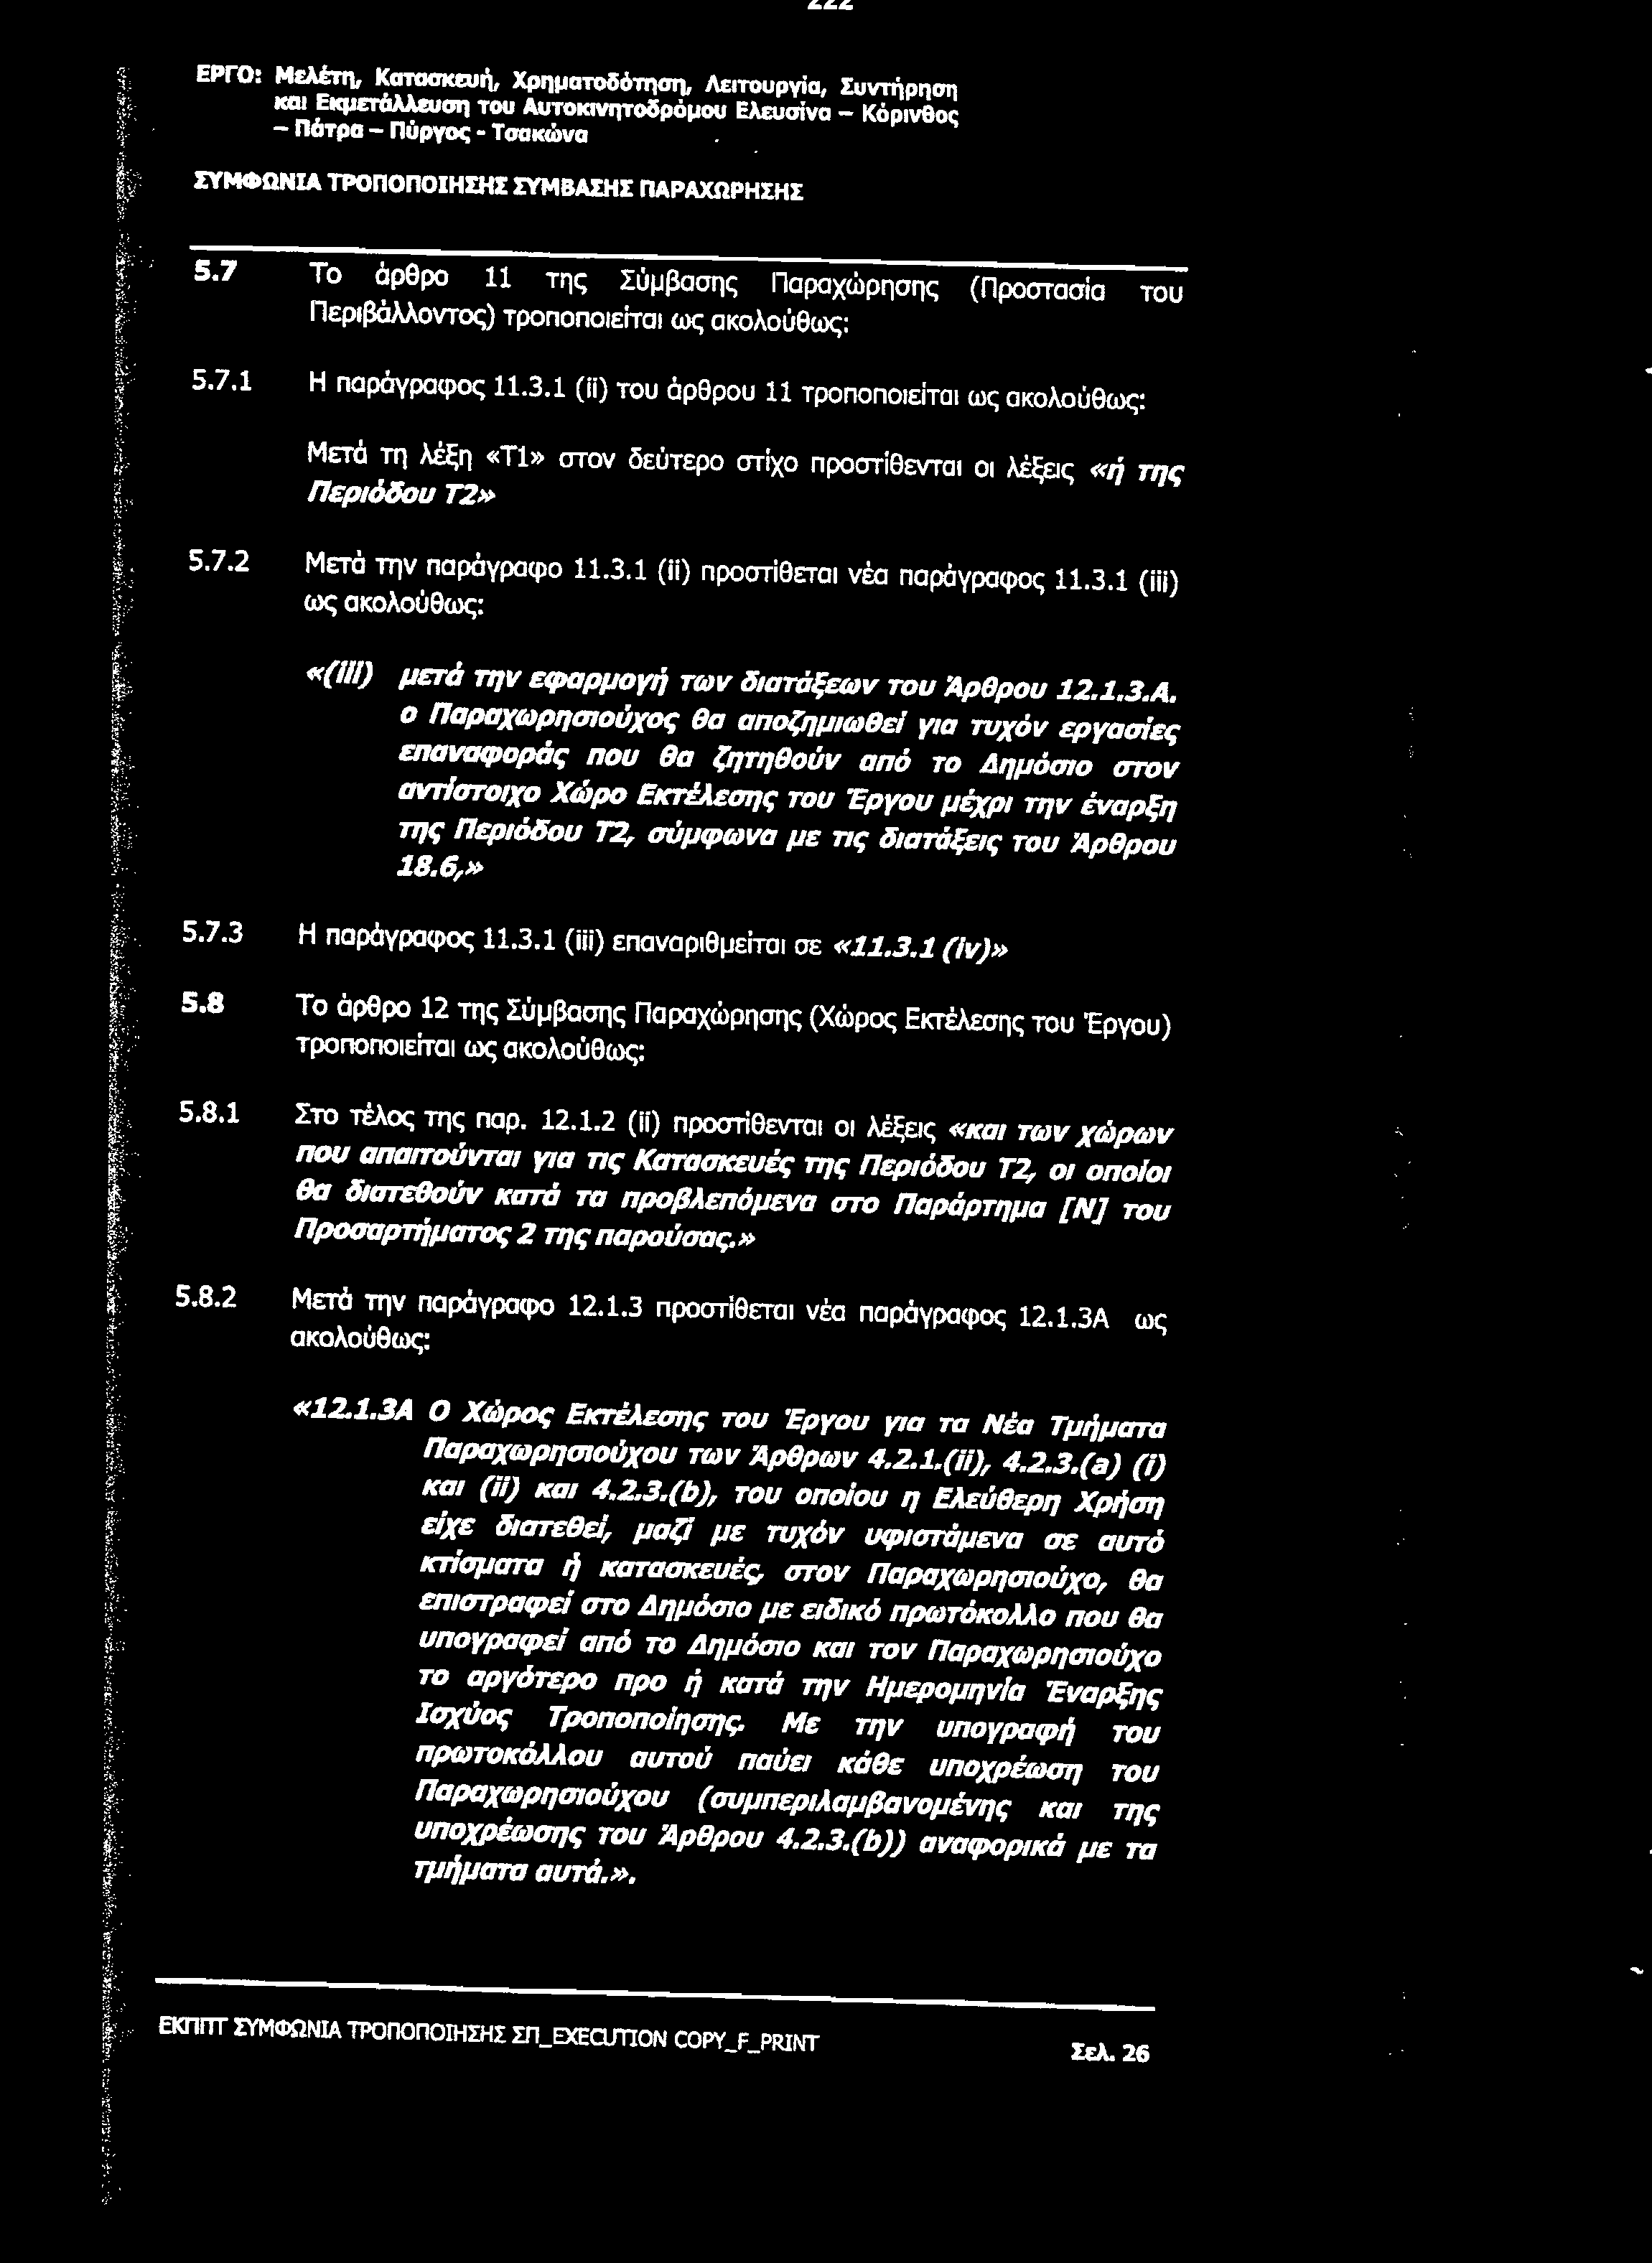 222
ΕΡΓΟ: Μελέτη, Κατασκευή, Χρηματοδότηση, Λειτουργία, Συντήρηση
και Εκμετάλλευση του Αυτοκινητοδρόμου Ελευσίνα – Κόρινθος
– Πάτρα – Πύργος - Τσακώνα
ΣΥΜΦΩΝΙΑ ΤΡΟΠΟΠΟΙΗΣΗΣ ΣΥΜΒΑΣΗΣ ΠΑΡΑΧΩΡΗΣΗΣ
5.7 Το άρθρο 11 της Σύμβασης Παραχώρησης (Προστασία του
Περιβάλλοντος) τροποποιείται ως ακολούθως:
5.7.1 Η παράγραφος 11.3.1 (ii) του άρθρου 11 τροποποιείται ως ακολούθως:
Μετά τη λέξη «Τ1» στον δεύτερο στίχο προστίθενται οι λέξεις «ή της
Περιόδου Τ2»
5.7.2 Μετά την παράγραφο 11.3.1 (ii) προστίθεται νέα παράγραφος 11.3.1 (iii)
ως ακολούθως:
«(iii) μετά την εφαρμογή των διατάξεων του Άρθρου 12.1.3.Α.
ο Παραχωρησιούχος θα αποζημιωθεί για τυχόν εργασίες
επαναφοράς που θα ζητηθούν από το Δημόσιο στον
αντίστοιχο Χώρο Εκτέλεσης του Έργου μέχρι την έναρξη
της Περιόδου Τ2, σύμφωνα με τις διατάξεις του Άρθρου
18.6,»
5.7.3 Η παράγραφος 11.3.1 (iii) επαναριθμείται σε «11.3.1 (iv)»
5.8 Το άρθρο 12 της Σύμβασης Παραχώρησης (Χώρος Εκτέλεσης του Έργου)
τροποποιείται ως ακολούθως:
5.8.1 Στο τέλος της παρ. 12.1.2 (ii) προστίθενται οι λέξεις «και των χώρων
που απαιτούνται για τις Κατασκευές της Περιόδου Τ2, οι οποίοι
θα διατεθούν κατά τα προβλεπόμενα στο Παράρτημα [Ν] του
Προσαρτήματος 2 της παρούσας.»
5.8.2 Μετά την παράγραφο 12.1.3 προστίθεται νέα παράγραφος 12.1.3Α ως
ακολούθως:
«12.1.3Α Ο Χώρος Εκτέλεσης του Έργου για τα Νέα Τμήματα
Παραχωρησιούχου των Άρθρων 4.2.1.(ii), 4.2.3.(a) (i)
και (ii) και 4.2.3.(b), του οποίου η Ελεύθερη Χρήση
είχε διατεθεί, μαζί με τυχόν υφιστάμενα σε αυτό
κτίσματα ή κατασκευές, στον Παραχωρησιούχο, θα
επιστραφεί στο Δημόσιο με ειδικό πρωτόκολλο που θα
υπογραφεί από το Δημόσιο και τον Παραχωρησιούχο
το αργότερο προ ή κατά την Ημερομηνία Έναρξης
Ισχύος Τροποποίησης. Με την υπογραφή του
πρωτοκόλλου αυτού παύει κάθε υποχρέωση του
Παραχωρησιούχου (συμπεριλαμβανομένης και της
υποχρέωσης του Άρθρου 4.2.3.(b)) αναφορικά με τα
τμήματα αυτά.».
ΕΚΠΠΤ ΣΥΜΦΩΝΙΑ ΤΡΟΠΟΠΟΙΗΣΗΣ ΣΠ_EXECUTION COPY_F_PRINT
Σελ. 26